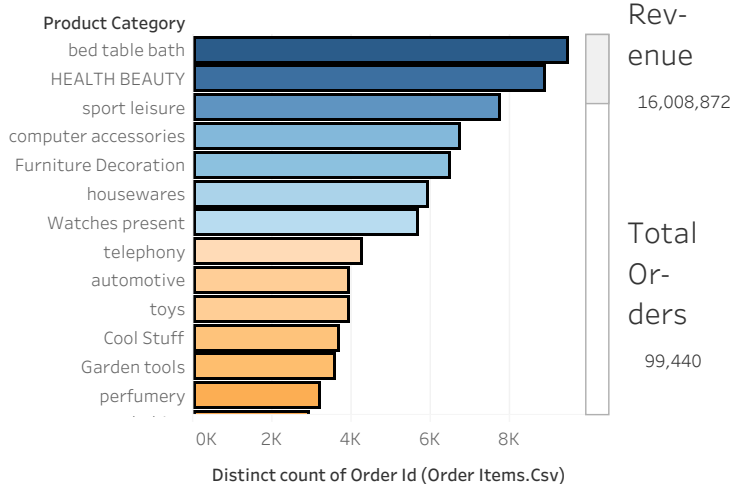 Product Category
bed table bath
HEALTH BEAUTY
sport leisure
computer accessories
Furniture Decoration
housewares
Watches present
telephony
automotive
toys
Cool Stuff
Garden tools
perfumery
0K 2K 4K 6K 8K
Distinct count of Order Id (Order Items.Csv)
Rev-
enue
16,008,872
Total
Or-
ders
99,440